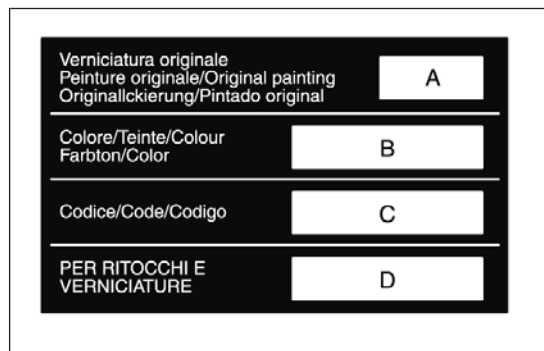 Verniciatura originale
Peinture originale/Original painting
Originallckierung/Pintado original
A
Colore/Teinte/Colour
Farbton/Color
B
Codice/Code/Codigo
C
PER RITOCCHI E
VERNICIATURE
D